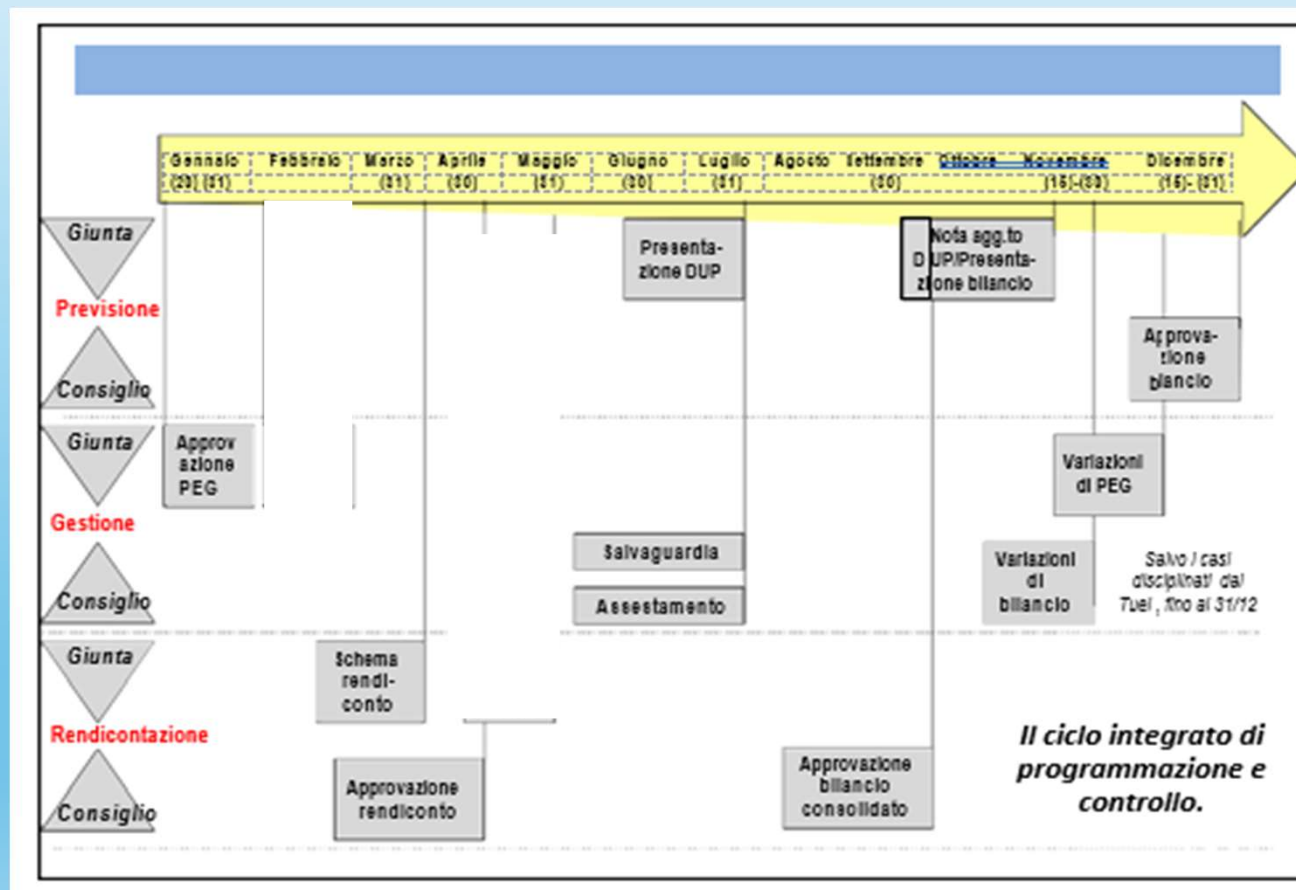 Gennaio Febbraio Marzo Aprile Maggio Giugno Luglio Agosto Settembre Ottobre Novembre Dicembre
(31) (31) (30) (31) (30) (31) (30) (15)-(30) (15)-(31)
Giunta
Presenta-
zione DUP
Nota agg.to
DUP/Presenta-
zione bilancio
Previsione
Approva-
zione
bilancio
Consiglio
Giunta
Approv
azione
PEG
Variazioni
di PEG
Gestione
Salvaguardia
Variazioni
di
bilancio
Salvo i casi
disciplinati dal
Tuel, fino al 31/12
Consiglio
Assestamento
Giunta
Schema
rendi-
conto
Rendicontazione
Il ciclo integrato di
programmazione e
controllo.
Consiglio
Approvazione
rendiconto
Approvazione
bilancio
consolidato